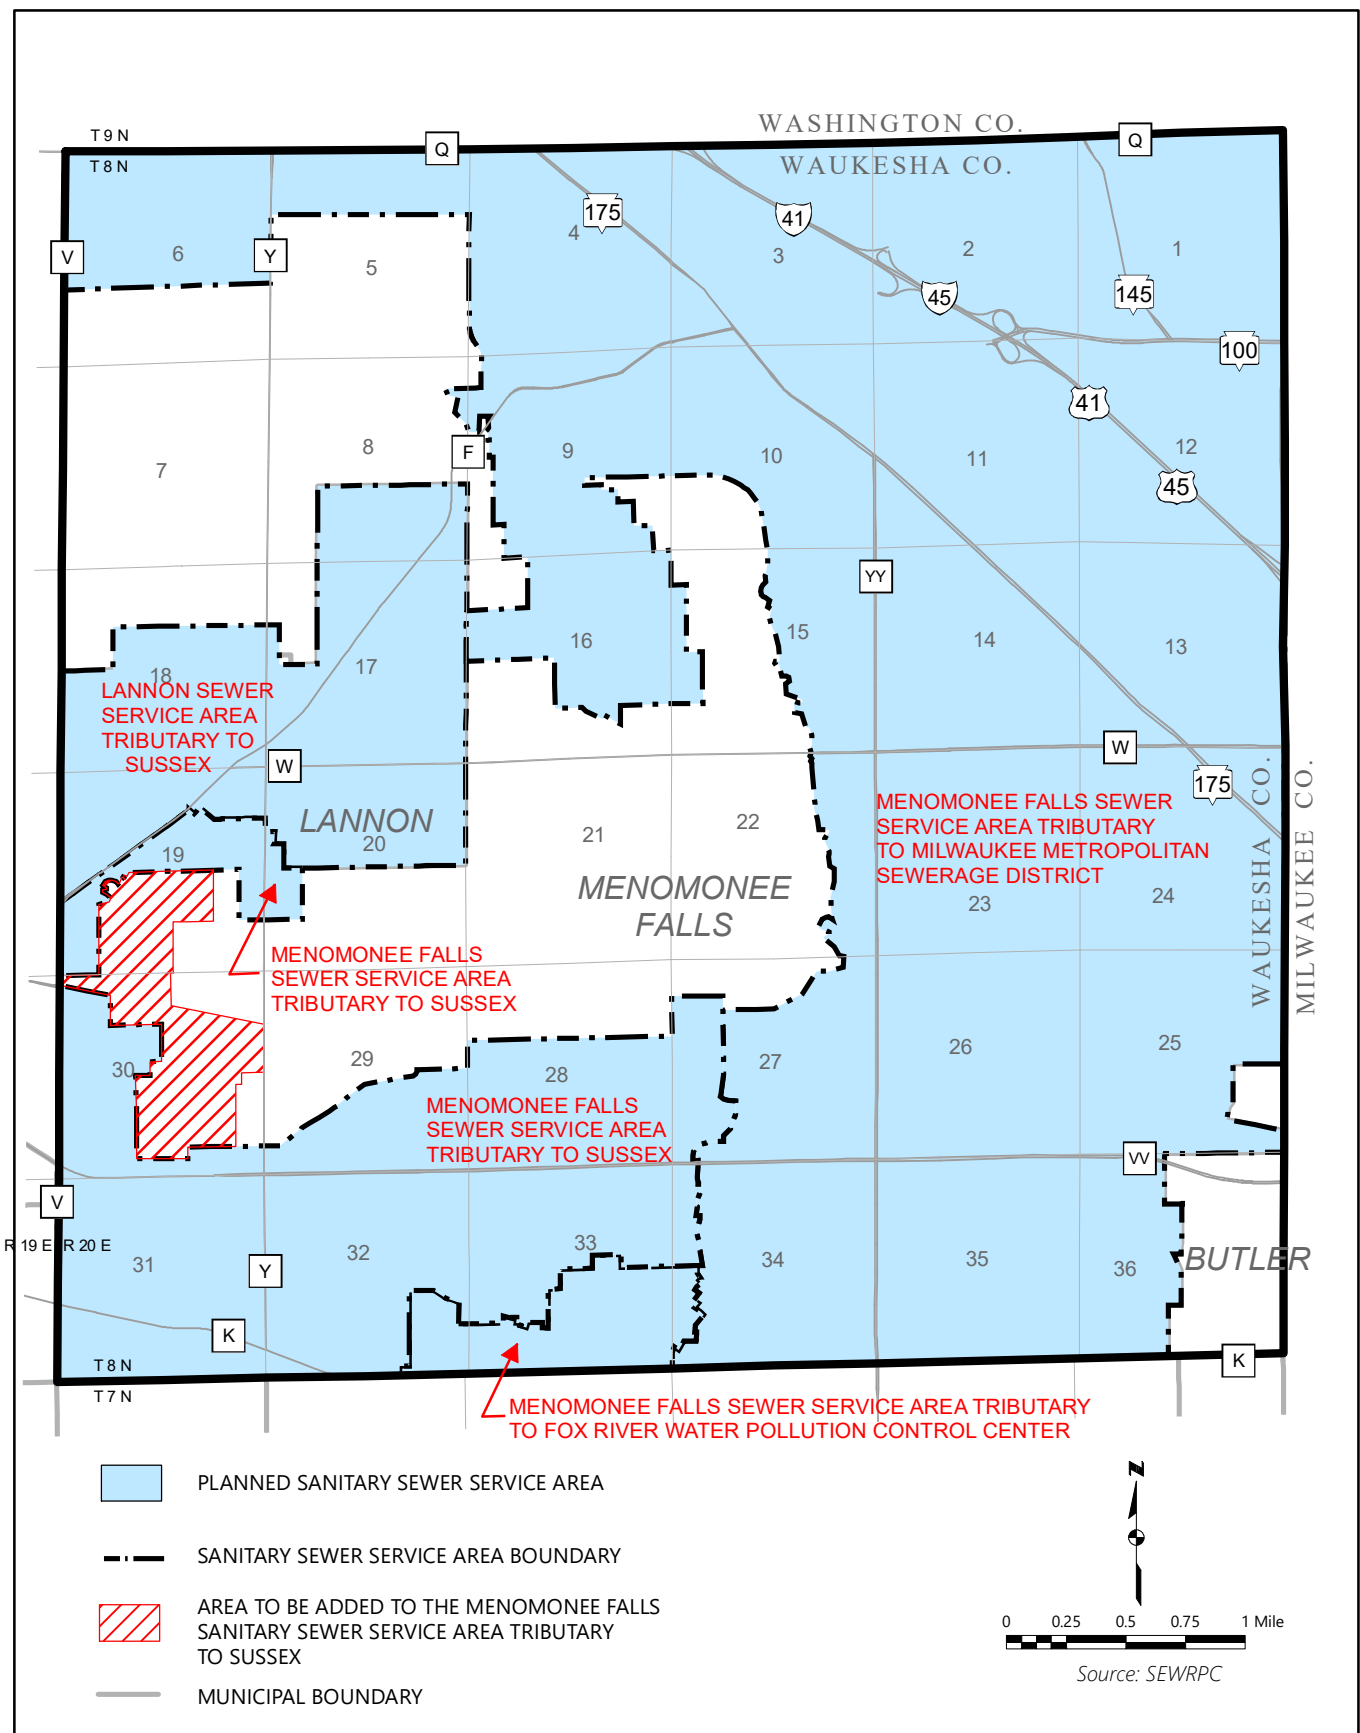 WASHINGTON CO.
T 9 N
Q
Q
T 8 N
WAUKESHA CO.
175
41
4
6
V
Y
5
3
2
1
45
145
100
41
8
F
9
10
11
12
7
45
YY
16
15
14
13
17
18
LANNON SEWER
SERVICE AREA
TRIBUTARY TO
SUSSEX
W
W
175
LANNON
20
19
21
22
MENOMONEE FALLS SEWER
SERVICE AREA TRIBUTARY
TO MILWAUKEE METROPOLITAN
SEWERAGE DISTRICT
WAUKESHA CO.
MILWAUKEE CO.
MENOMONEE
FALLS
23
24
MENOMONEE FALLS
SEWER SERVICE AREA
TRIBUTARY TO SUSSEX
30
29
28
27
26
25
MENOMONEE FALLS
SEWER SERVICE AREA
TRIBUTARY TO SUSSEX
VV
V
R 19 E
R 20 E
31
Y
32
33
34
35
36
BUTLER
K
K
T 8 N
T 7 N
MENOMONEE FALLS SEWER SERVICE AREA TRIBUTARY
TO FOX RIVER WATER POLLUTION CONTROL CENTER
PLANNED SANITARY SEWER SERVICE AREA
SANITARY SEWER SERVICE AREA BOUNDARY
AREA TO BE ADDED TO THE MENOMONEE FALLS
SANITARY SEWER SERVICE AREA TRIBUTARY
TO SUSSEX
MUNICIPAL BOUNDARY
N
0 0.25 0.5 0.75 1 Mile
Source: SEWRPC